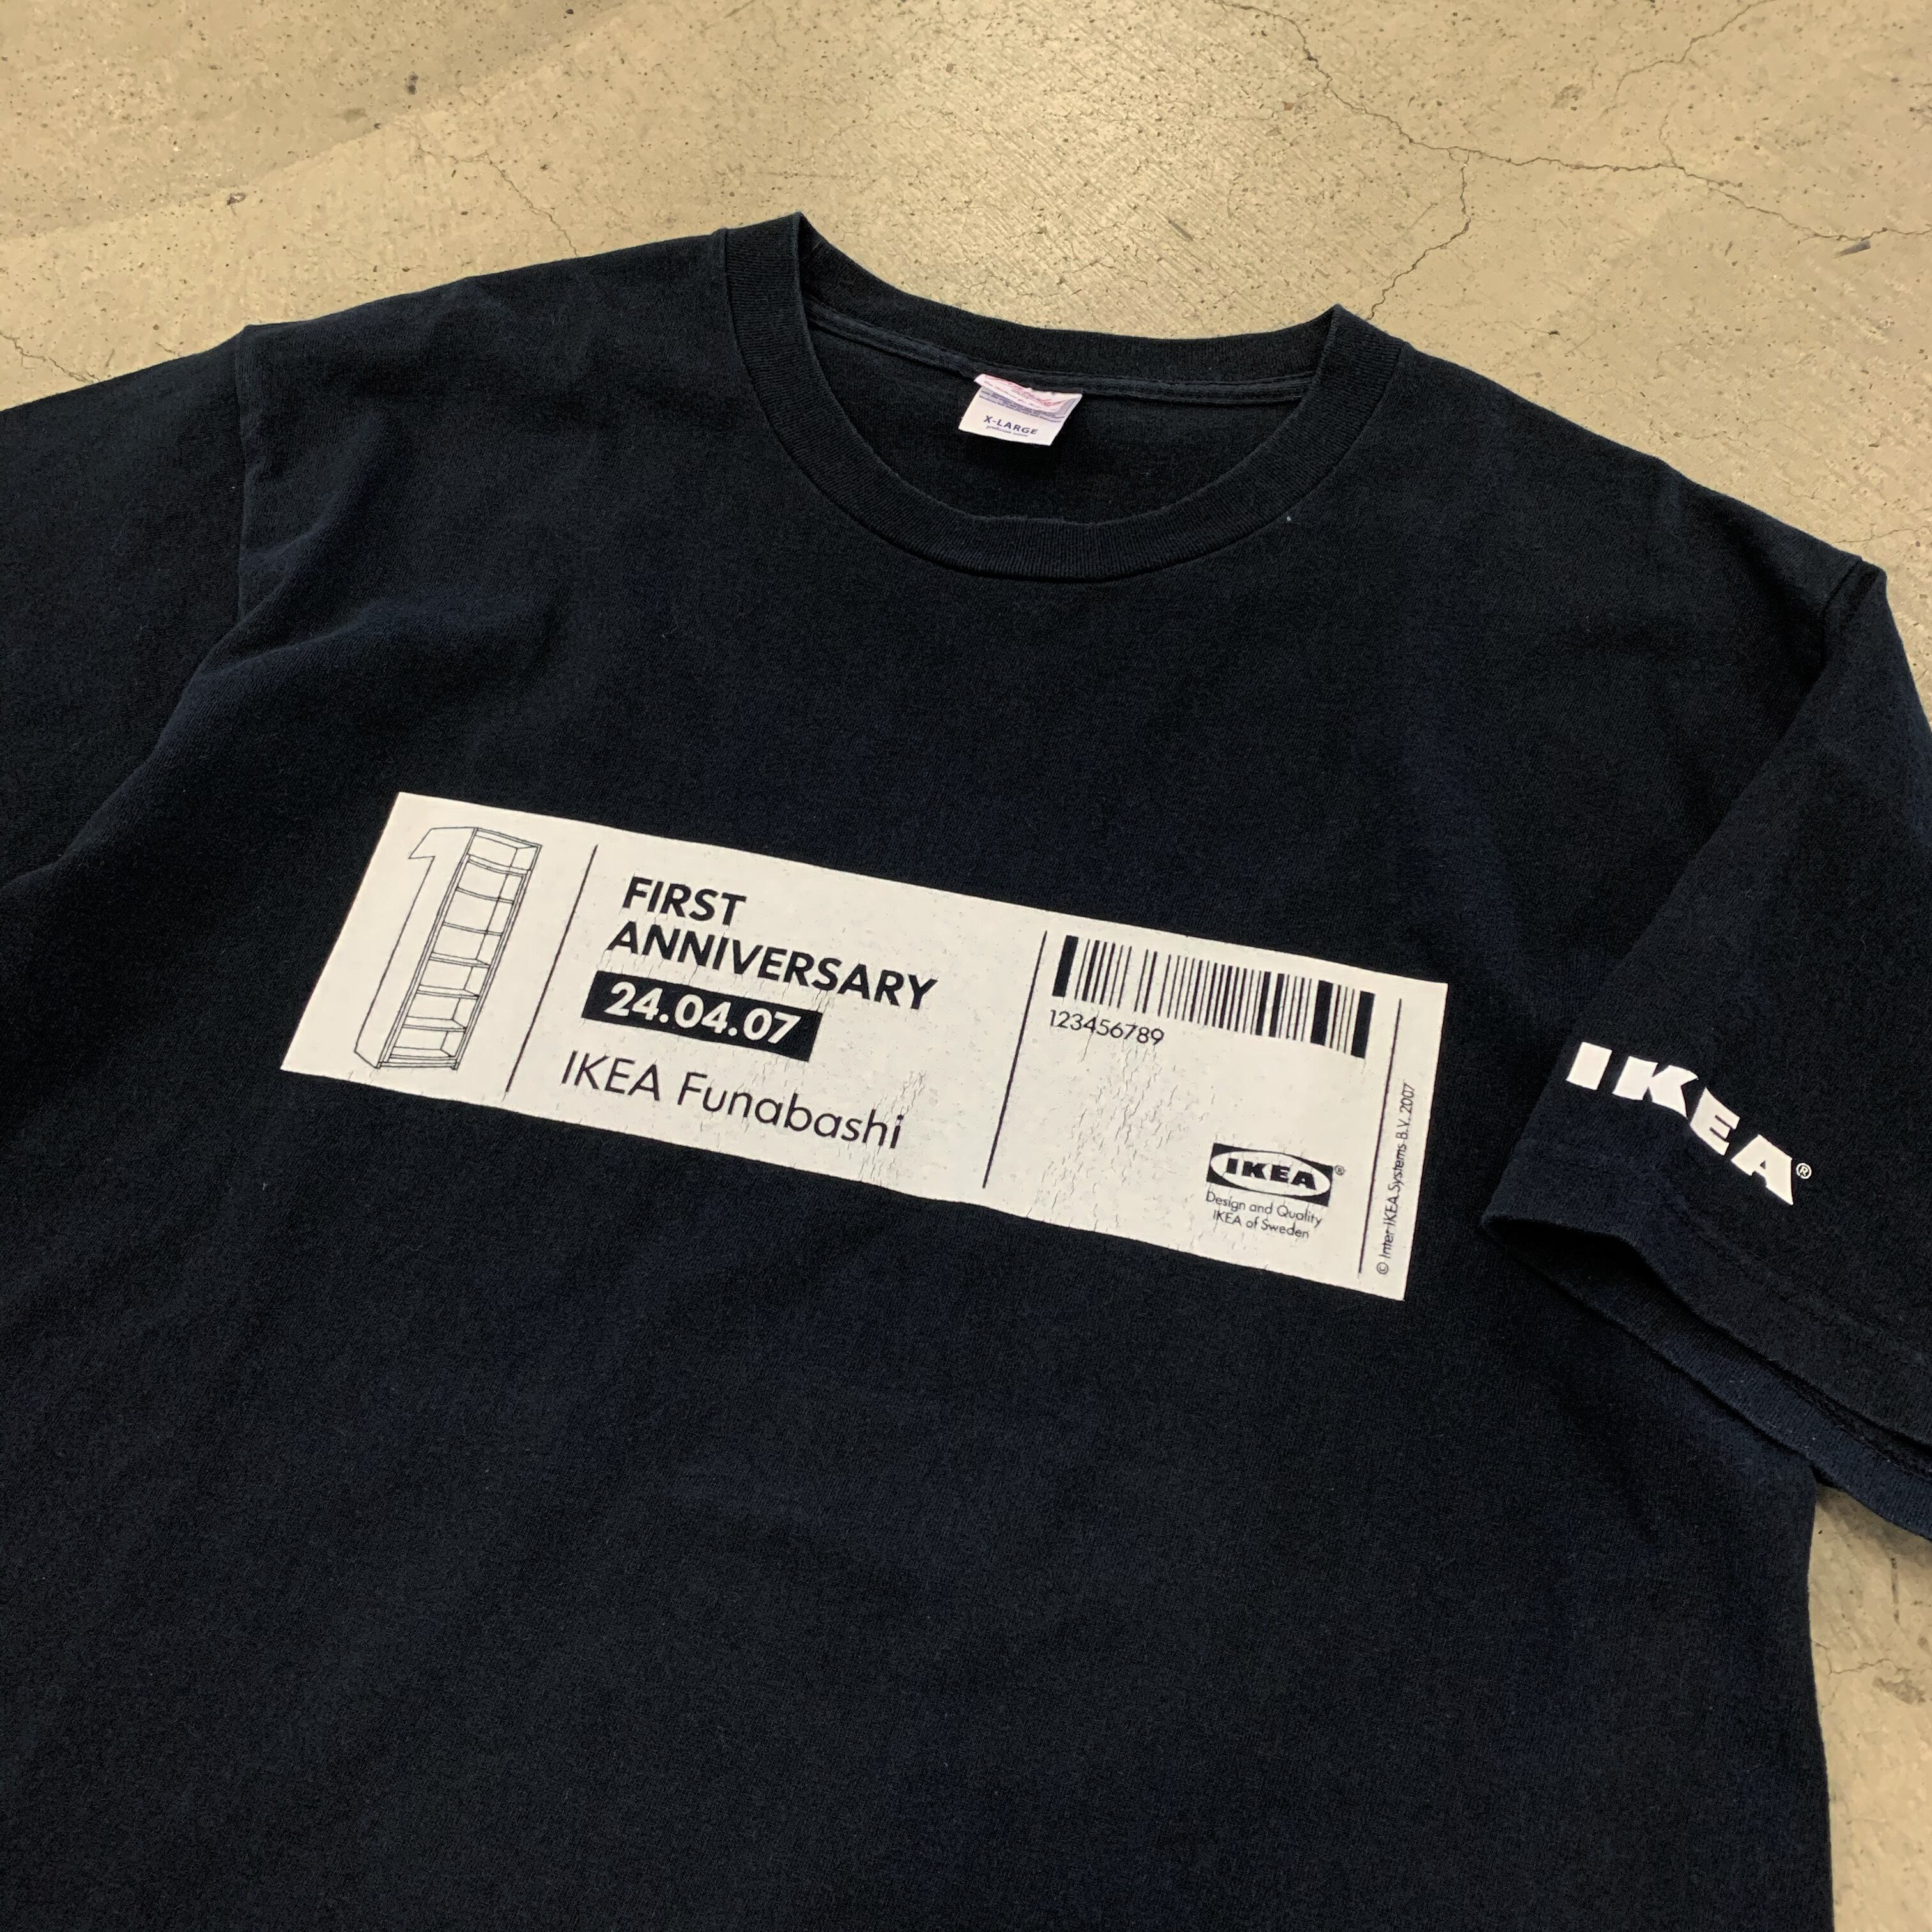 X-LARGE
FIRST
ANNIVERSARY
24.04.07
IKEA Funabashi
123456789
IKEA®
Design and Quality
IKEA of Sweden
© Inter IKEA Systems B.V. 2007
IKEA®